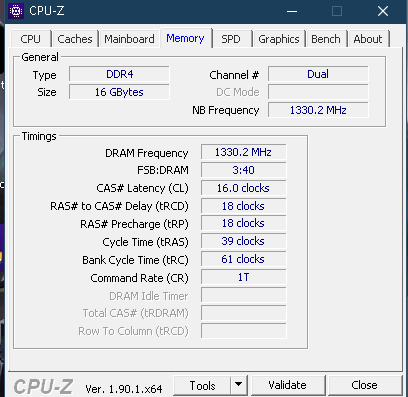 CPU-Z
CPU Caches Mainboard Memory SPD Graphics Bench About
General
Type DDR4 Channel # Dual
Size 16 GBytes DC Mode
NB Frequency 1330.2 MHz
Timings
DRAM Frequency 1330.2 MHz
FSB:DRAM 3:40
CAS# Latency (CL) 16.0 clocks
RAS# to CAS# Delay (tRCD) 18 clocks
RAS# Precharge (tRP) 18 clocks
Cycle Time (tRAS) 39 clocks
Bank Cycle Time (tRC) 61 clocks
Command Rate (CR) 1T
DRAM Idle Timer
Total CAS# (tRDRAM)
Row To Column (tRCD)
CPU-Z Ver. 1.90.1.x64 Tools Validate Close